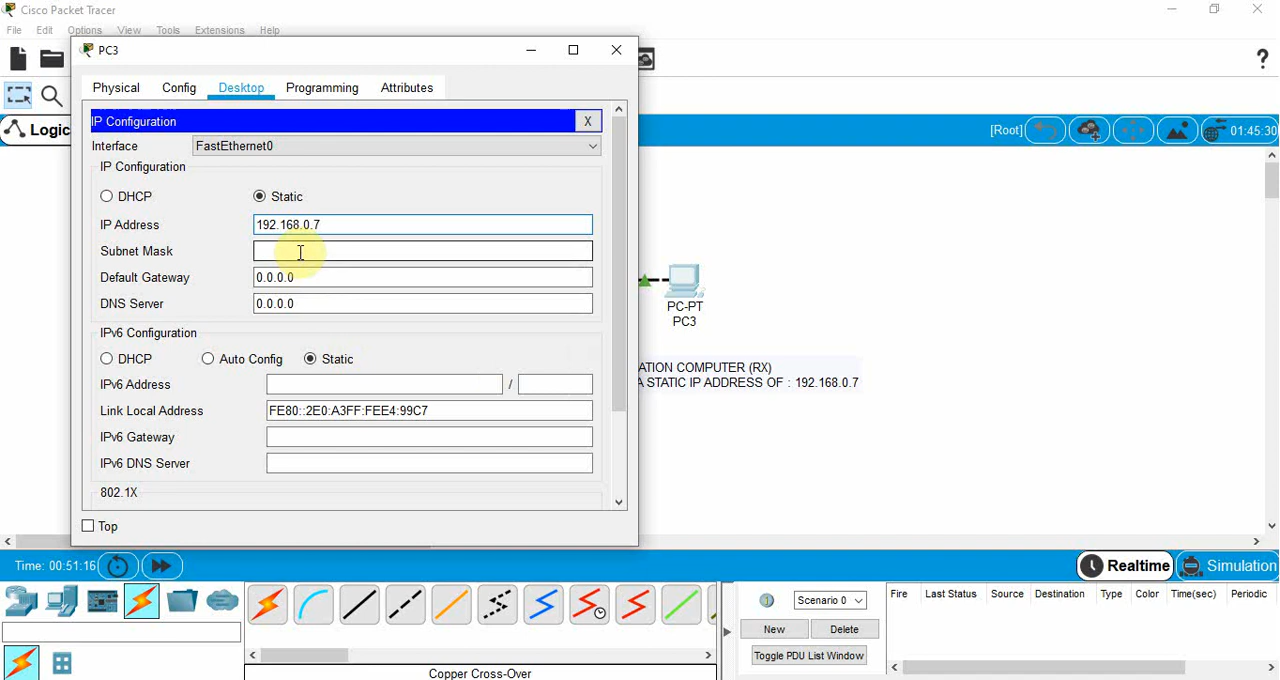 Cisco Packet Tracer
File Edit Options View Tools Extensions Help
PC3
Physical Config Desktop Programming Attributes
IP Configuration X
Logic
[Root] 01:45:30
Interface FastEthernet0
IP Configuration
DHCP Static
IP Address 192.168.0.7
Subnet Mask
Default Gateway 0.0.0.0
DNS Server 0.0.0.0
IPv6 Configuration
DHCP Auto Config Static
IPv6 Address /
Link Local Address FE80::2E0:A3FF:FEE4:99C7
IPv6 Gateway
IPv6 DNS Server
802.1X
Top
PC-PT
PC3
ATION COMPUTER (RX)
A STATIC IP ADDRESS OF : 192.168.0.7
Time: 00:51:16 Realtime Simulation
Scenario 0
New Delete
Toggle PDU List Window
Fire Last Status Source Destination Type Color Time(sec) Periodic
Copper Cross-Over